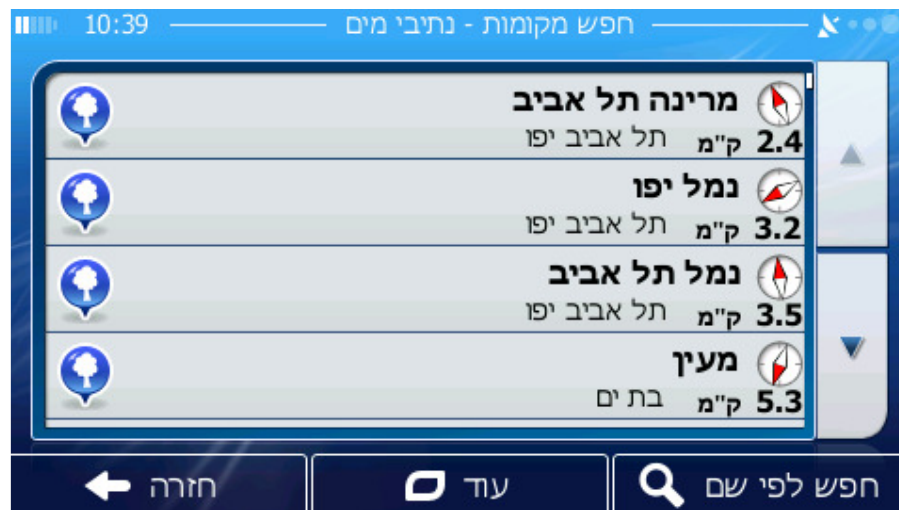 חפש מקומות - נתיבי מים 10:39
מרינה תל אביב
2.4 ק"מ תל אביב יפו
נמל יפו
3.2 ק"מ תל אביב יפו
נמל תל אביב
3.5 ק"מ תל אביב יפו
מעין
5.3 ק"מ בת ים
חפש לפי שם עוד חזרה